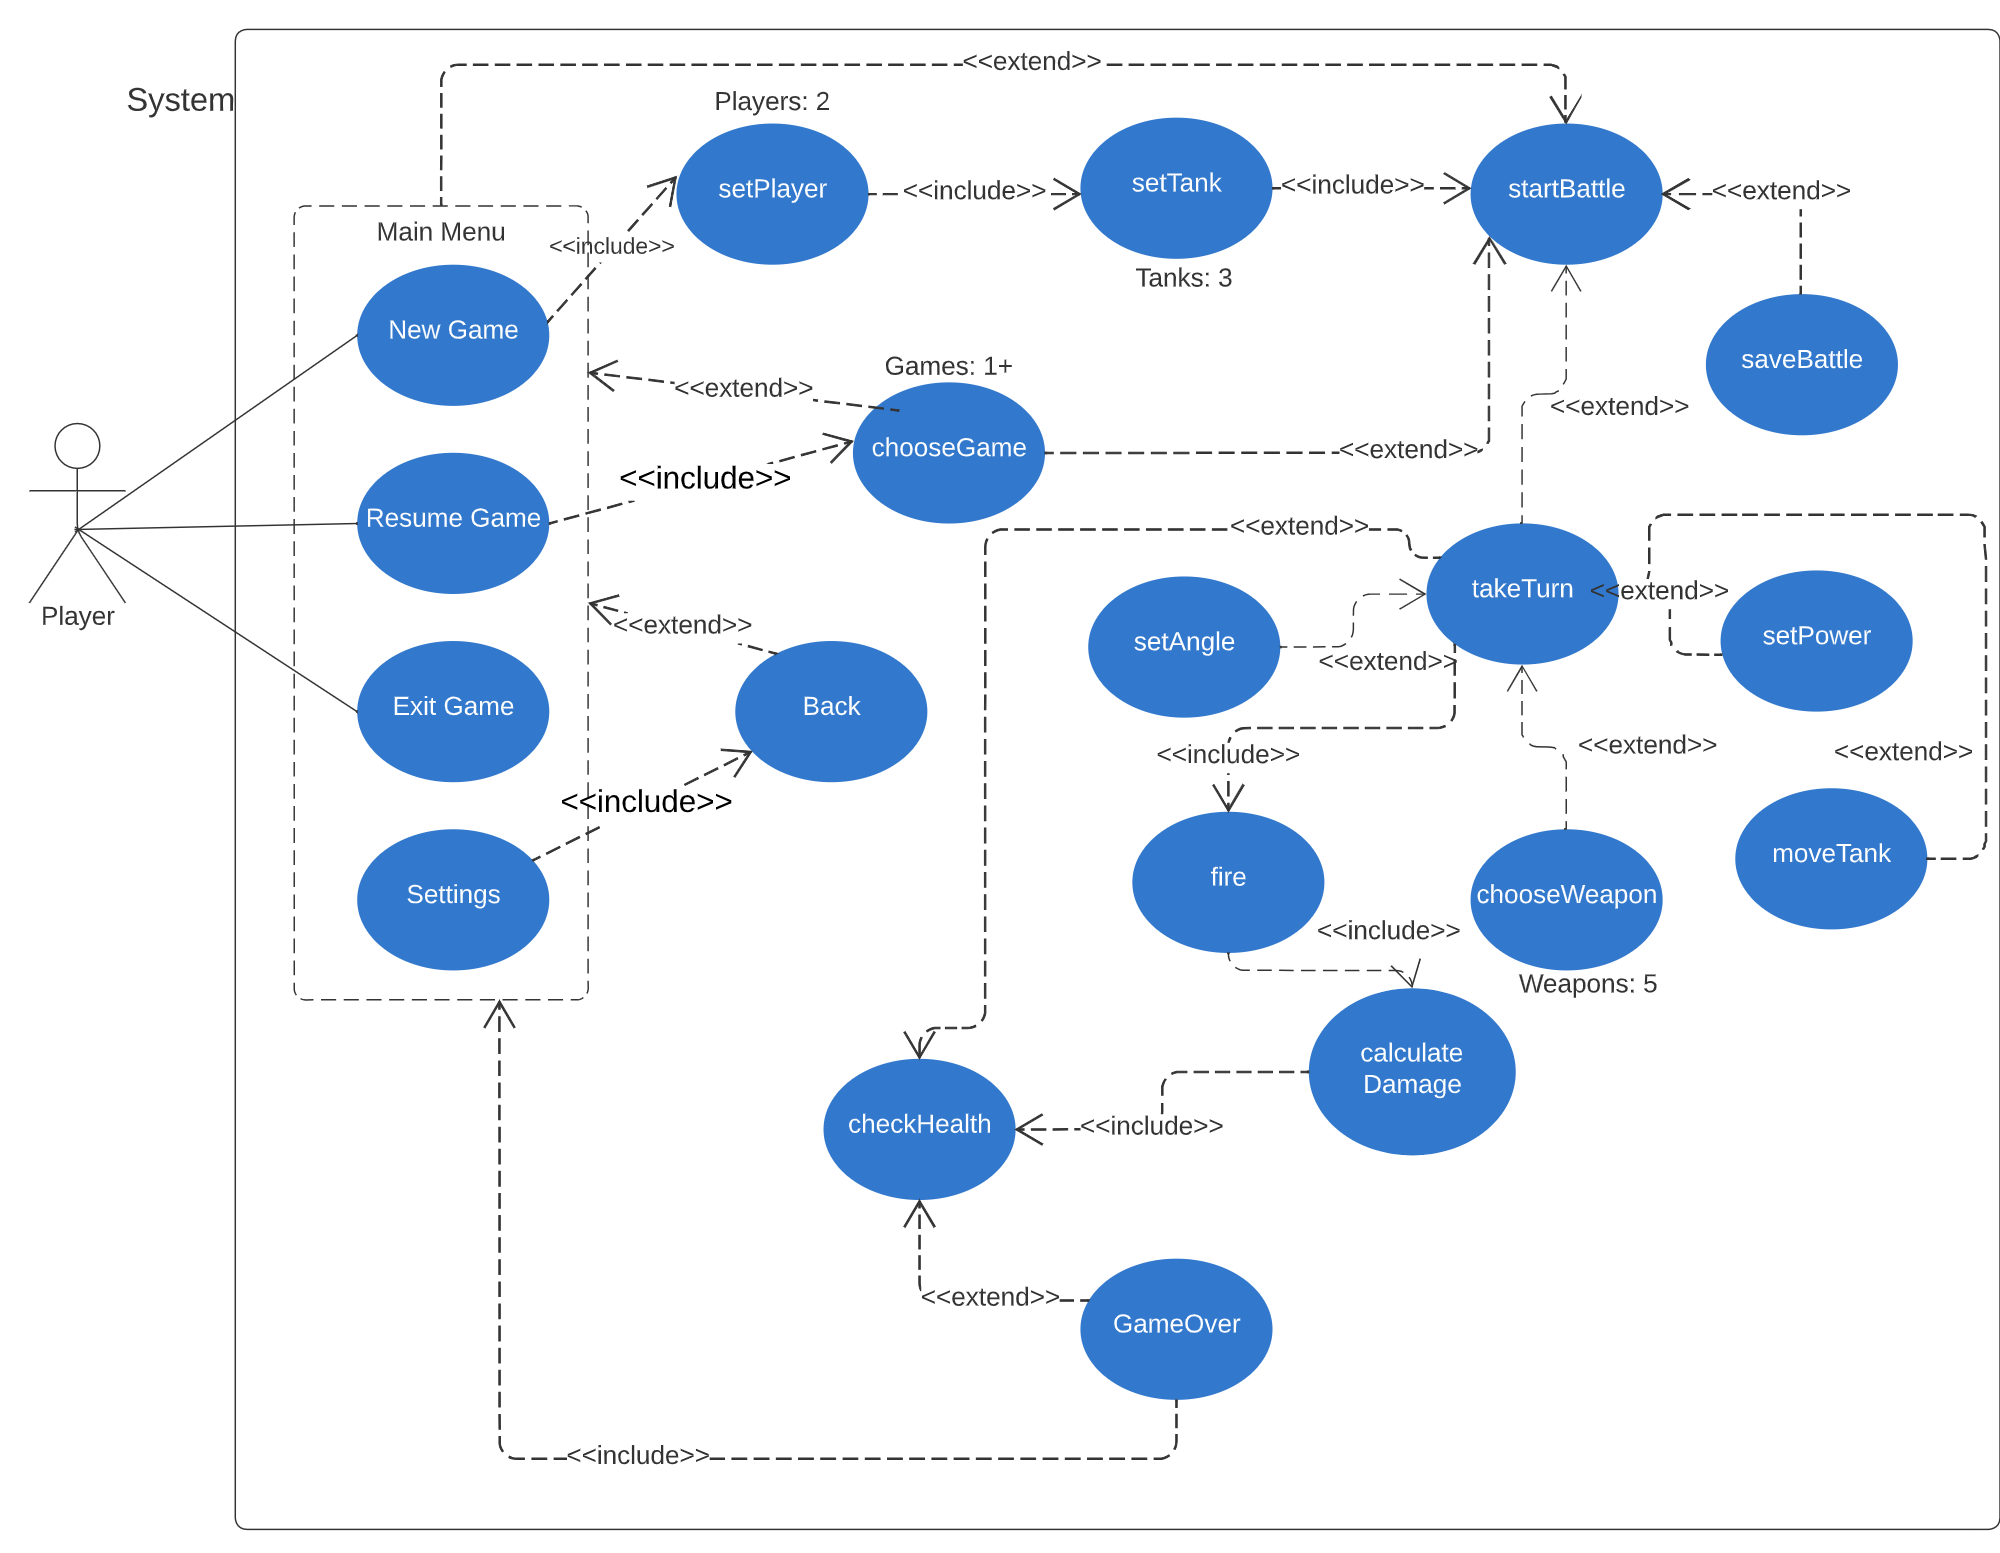 <<extend>>
System
Players: 2
setPlayer
<<include>>
setTank
<<include>>
startBattle
<<extend>>
Main Menu
<<include>>
Tanks: 3
New Game
saveBattle
Games: 1+
<<extend>>
<<extend>>
chooseGame
<<extend>>
<<include>>
Resume Game
<<extend>>
takeTurn
<<extend>>
Player
<<extend>>
setAngle
setPower
<<extend>>
Exit Game
Back
<<include>>
<<extend>>
<<extend>>
<<include>>
moveTank
Settings
fire
chooseWeapon
<<include>>
Weapons: 5
calculate
Damage
checkHealth
<<include>>
<<extend>>
GameOver
<<include>>